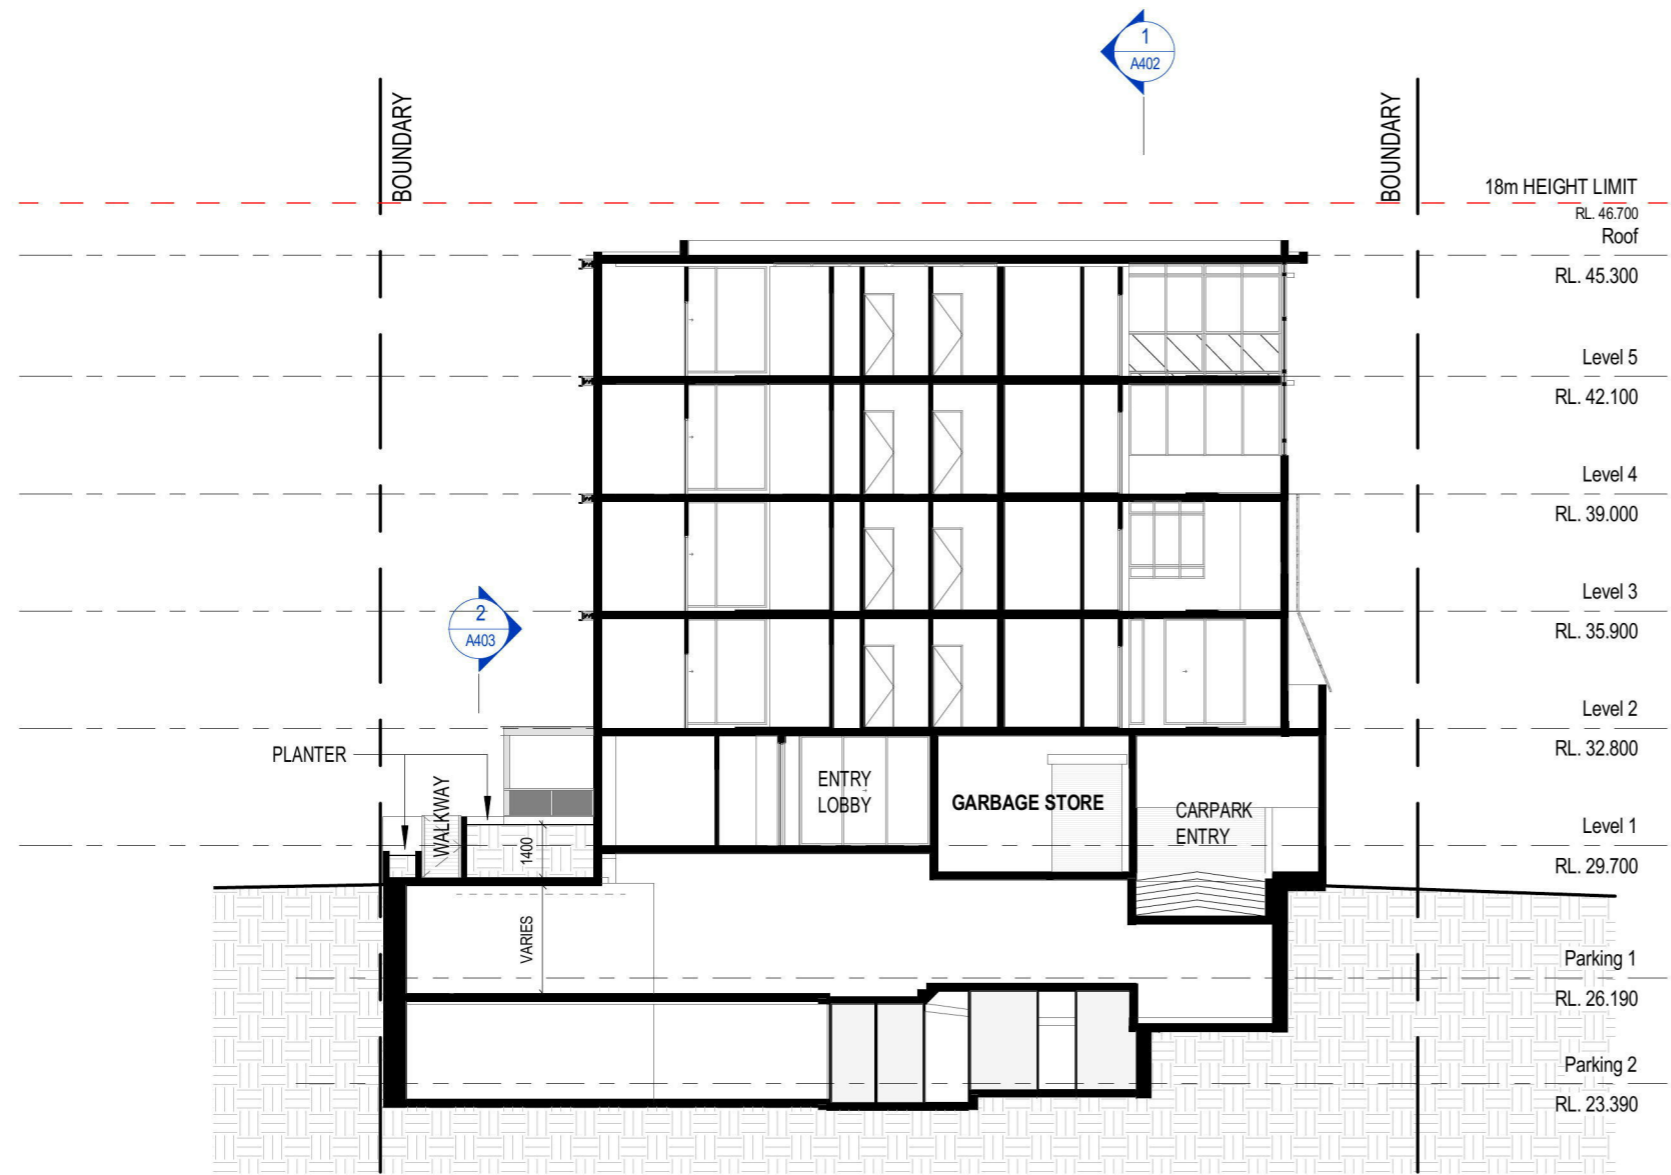 1
A402
BOUNDARY
BOUNDARY
18m HEIGHT LIMIT
RL. 46.700
Roof
RL. 45.300
Level 5
RL. 42.100
Level 4
RL. 39.000
Level 3
RL. 35.900
2
A403
Level 2
RL. 32.800
PLANTER
WALKWAY
1400
ENTRY
LOBBY
GARBAGE STORE
CARPARK
ENTRY
Level 1
RL. 29.700
VARIES
Parking 1
RL. 26.190
Parking 2
RL. 23.390